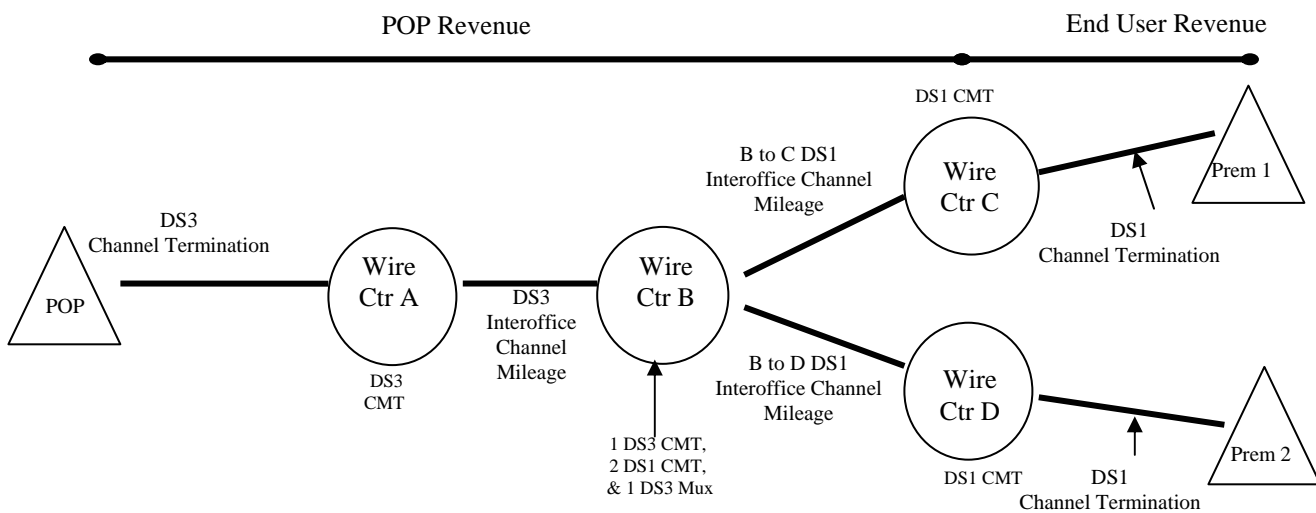 POP Revenue
End User Revenue
DS1 CMT
B to C DS1
Interoffice Channel
Mileage
Wire
Ctr C
Prem 1
DS1
Channel Termination
DS3
Channel Termination
POP
Wire
Ctr A
DS3
CMT
DS3
Interoffice
Channel
Mileage
Wire
Ctr B
1 DS3 CMT,
2 DS1 CMT,
& 1 DS3 Mux
B to D DS1
Interoffice Channel
Mileage
Wire
Ctr D
DS1 CMT
DS1
Channel Termination
Prem 2